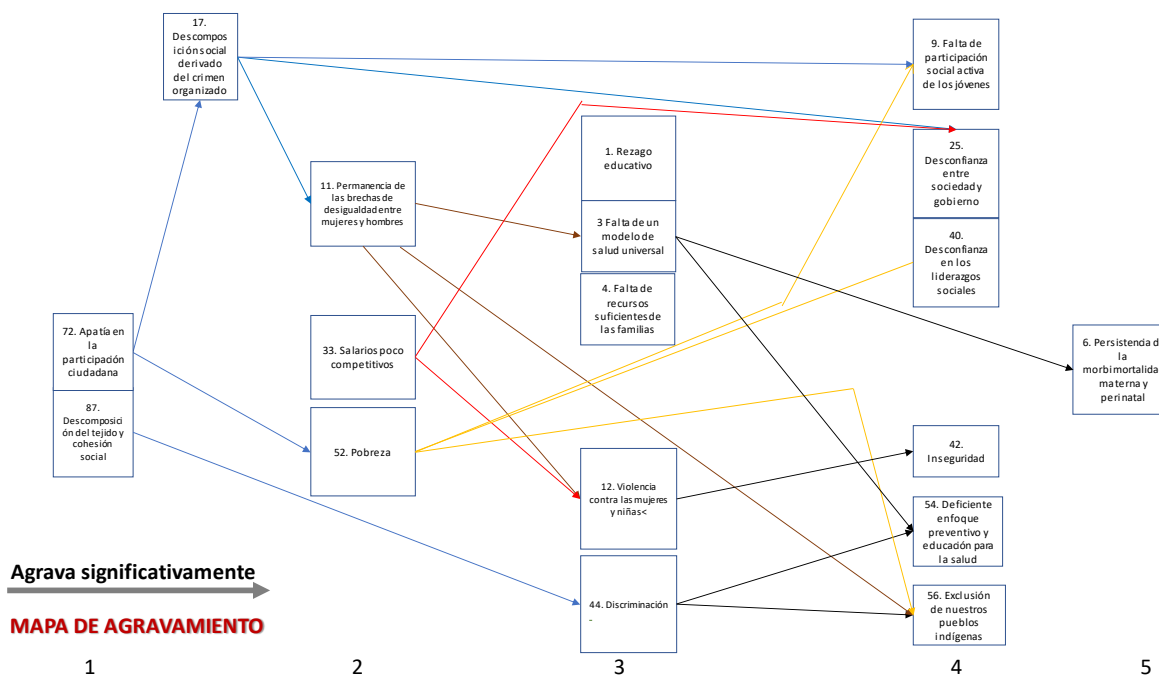 17.
Descompos
ición social
derivado
del crimen
organizado
9. Falta de
participación
social activa
de los jóvenes
1. Rezago
educativo
25.
Desconfianza
entre
sociedad y
gobierno
11. Permanencia de
las brechas de
desigualdad entre
mujeres y hombres
3 Falta de un
modelo de
salud universal
40.
Desconfianza
en los
liderazgos
sociales
4. Falta de
recursos
suficientes de
las familias
72. Apatía en
la
participación
ciudadana
33. Salarios poco
competitivos
6. Persistencia d
la
morbimortalida
materna y
perinatal
87.
Descomposic
ión del tejido y
cohesión
social
52. Pobreza
42.
Inseguridad
12. Violencia
contra las mujeres
y niñas<
54. Deficiente
enfoque
preventivo y
educación para
la salud
44. Discriminación
-
56. Exclusión
de nuestros
pueblos
indígenas
Agrava significativamente
MAPA DE AGRAVAMIENTO
1 2 3 4 5